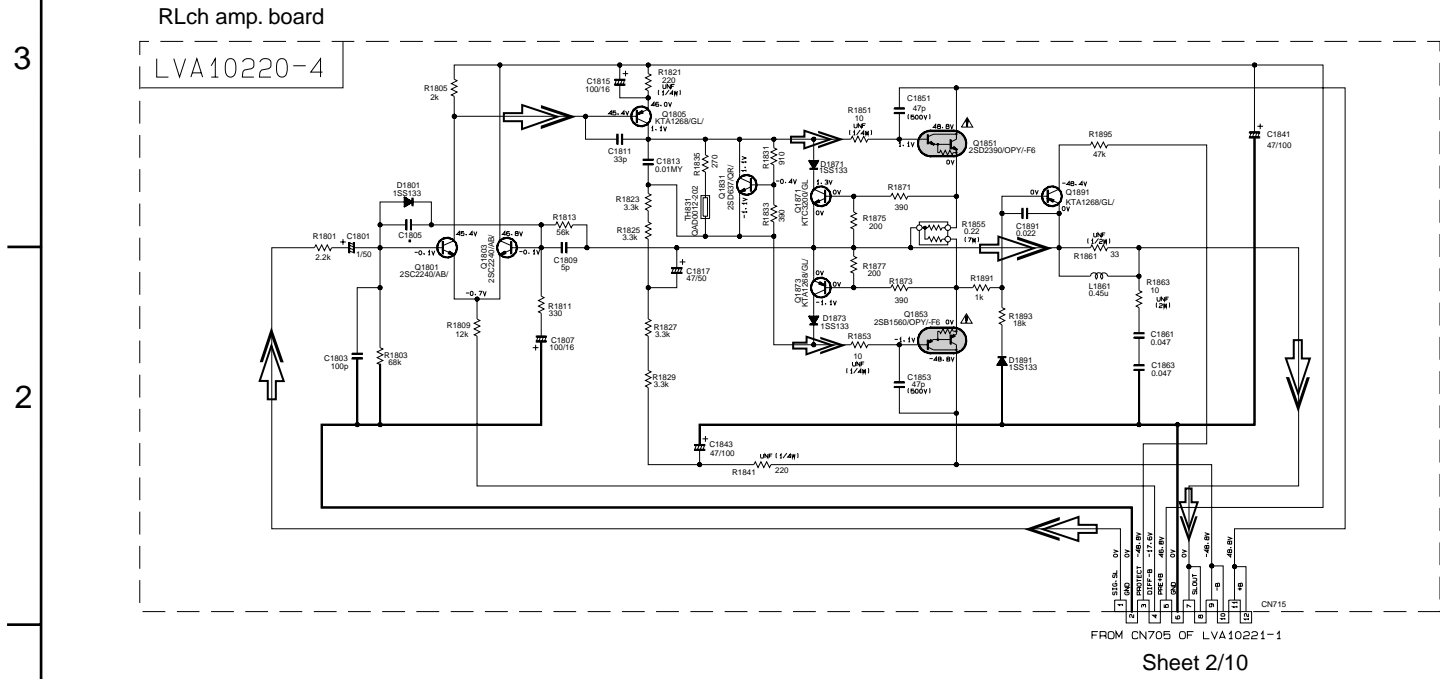 RLch amp. board
3
2
LVA10220-4
R1805
2k
C1815
100/16
R1821
220
UNF
(1/4W)
46.0V
45.4V
Q1805
KTA1268/GL/
1.1V
C1811
33p
C1813
0.01MY
R1835
270
TH831
QAD0012-202
Q1831
2SD637/QR/
1.1V
-1.1V
R1831
910
-0.4V
R1833
390
R1823
3.3k
R1825
3.3k
C1817
47/50
R1827
3.3k
R1829
3.3k
D1801
1SS133
C1805
*
R1801
2.2k
C1801
1/50
45.4V
-0.1V
Q1801
2SC2240/AB/
Q1803
2SC2240/AB/
45.8V
-0.1V
-0.7V
R1813
56k
C1809
5p
R1809
12k
R1811
330
C1807
100/16
C1803
100p
R1803
68k
R1851
10
UNF
(1/4W)
C1851
47p
(500V)
48.8V
1.1V
Q1851
2SD2390/OPY/-F6
0V
D1871
1SS133
1.3V
0V
0V
Q1871
KTC3200/GL
R1871
390
R1875
200
R1877
200
R1873
390
Q1873
KTA1268/GL/
0V
0V
-1.1V
D1873
1SS133
R1853
10
UNF
(1/4W)
Q1853
2SB1560/OPY/-F6
0V
-1.1V
-48.8V
C1853
47p
(500V)
R1855
0.22
(7W)
R1891
1k
R1893
18k
D1891
1SS133
C1891
0.022
R1895
47k
-48.4V
0V
0V
Q1891
KTA1268/GL/
UNF
(1/2W)
R1861
33
L1861
0.45u
R1863
10
UNF
(2W)
C1861
0.047
C1863
0.047
C1841
47/100
C1843
47/100
UNF (1/4W)
R1841
220
SIG.SL 0V
GND 0V
PROTECT -48.8V
DIFF-B -17.6V
PRE+B 45.8V
GND 0V
SLOUT 0V
-B -48.8V
+B 48.8V
1 2 3 4 5 6 7 8 9 10 11 12
CN715
FROM CN705 OF LVA10221-1
Sheet 2/10